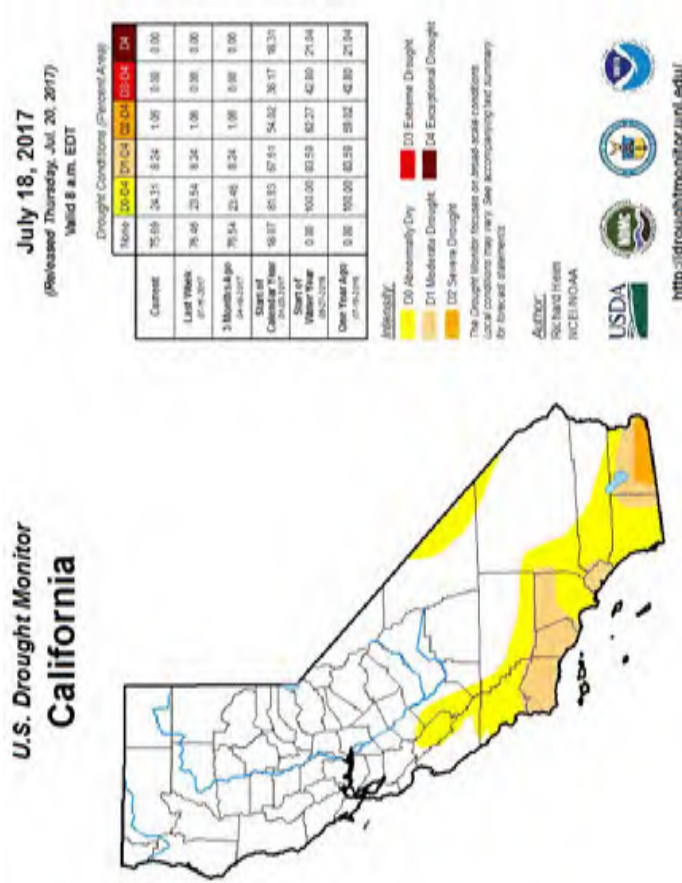 U.S. Drought Monitor
California
July 18, 2017
(Released Thursday, Jul. 20, 2017)
Valid 8 a.m. EDT
Drought Conditions (Percent Area)
None D0-D4 D1-D4 D2-D4 D3-D4 D4
Current 75.69 24.31 8.24 1.06 0.00 0.00
Last Week 76.46 23.54 8.24 1.06 0.00 0.00
3 Months Ago 76.54 23.46 8.24 1.06 0.00 0.00
Start of Calendar Year 18.07 81.93 67.61 54.02 36.17 18.31
Start of Water Year 0.00 100.00 83.59 62.27 42.80 21.04
One Year Ago 0.00 100.00 83.59 59.02 42.80 21.04
Intensity:
D0 Abnormally Dry
D1 Moderate Drought
D2 Severe Drought
D3 Extreme Drought
D4 Exceptional Drought
The Drought Monitor focuses on broad-scale conditions.
Local conditions may vary. See accompanying text summary
for forecast statements.
Author:
Richard Heim
NCEI/NOAA
USDA
http://droughtmonitor.unl.edu/